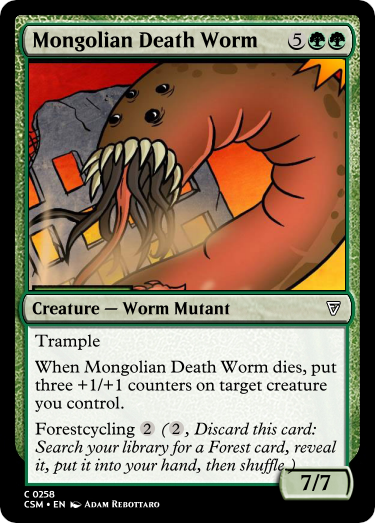 Mongolian Death Worm 5
Creature — Worm Mutant
Trample
When Mongolian Death Worm dies, put
three +1/+1 counters on target creature
you control.
Forestcycling 2 (2, Discard this card:
Search your library for a Forest card, reveal
it, put it into your hand, then shuffle.)
7/7
C 0258
CSM • EN Adam Rebottaro